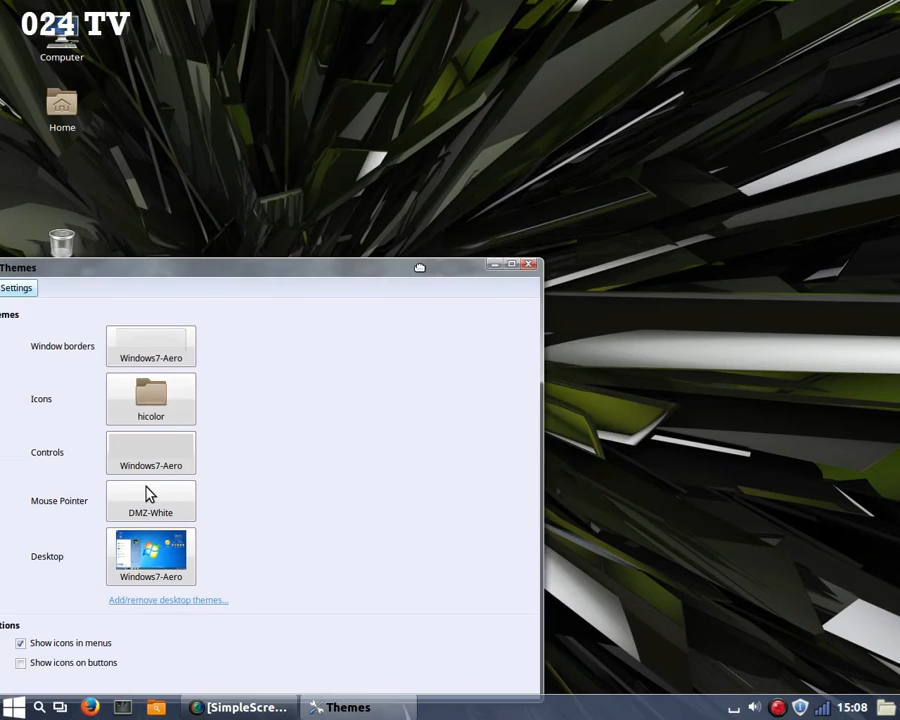 024 TV
Computer
Home
Themes
Settings
emes
Window borders
Windows7-Aero
Icons
hicolor
Controls
Windows7-Aero
Mouse Pointer
DMZ-White
Desktop
Windows7-Aero
Add/remove desktop themes...
tions
Show icons in menus
Show icons on buttons
[SimpleScre...
Themes
15:08